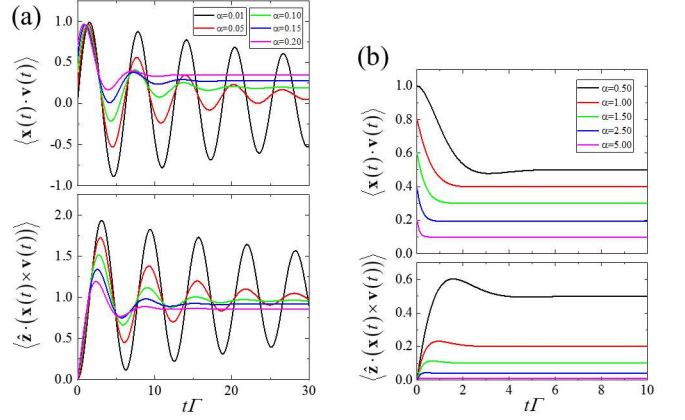 (a)
α=0.01 α=0.10
α=0.05 α=0.15
α=0.20
1.0
0.5
0.0
-0.5
-1.0
⟨x(t)·v(t)⟩
2.0
1.5
1.0
0.5
0.0
⟨ẑ·(x(t)×v(t))⟩
0 5 10 15 20 25 30
tΓ
(b)
α=0.50
α=1.00
α=1.50
α=2.50
α=5.00
1.0
0.8
0.6
0.4
0.2
0.0
⟨x(t)·v(t)⟩
0.6
0.4
0.2
0.0
⟨ẑ·(x(t)×v(t))⟩
0 2 4 6 8 10
tΓ